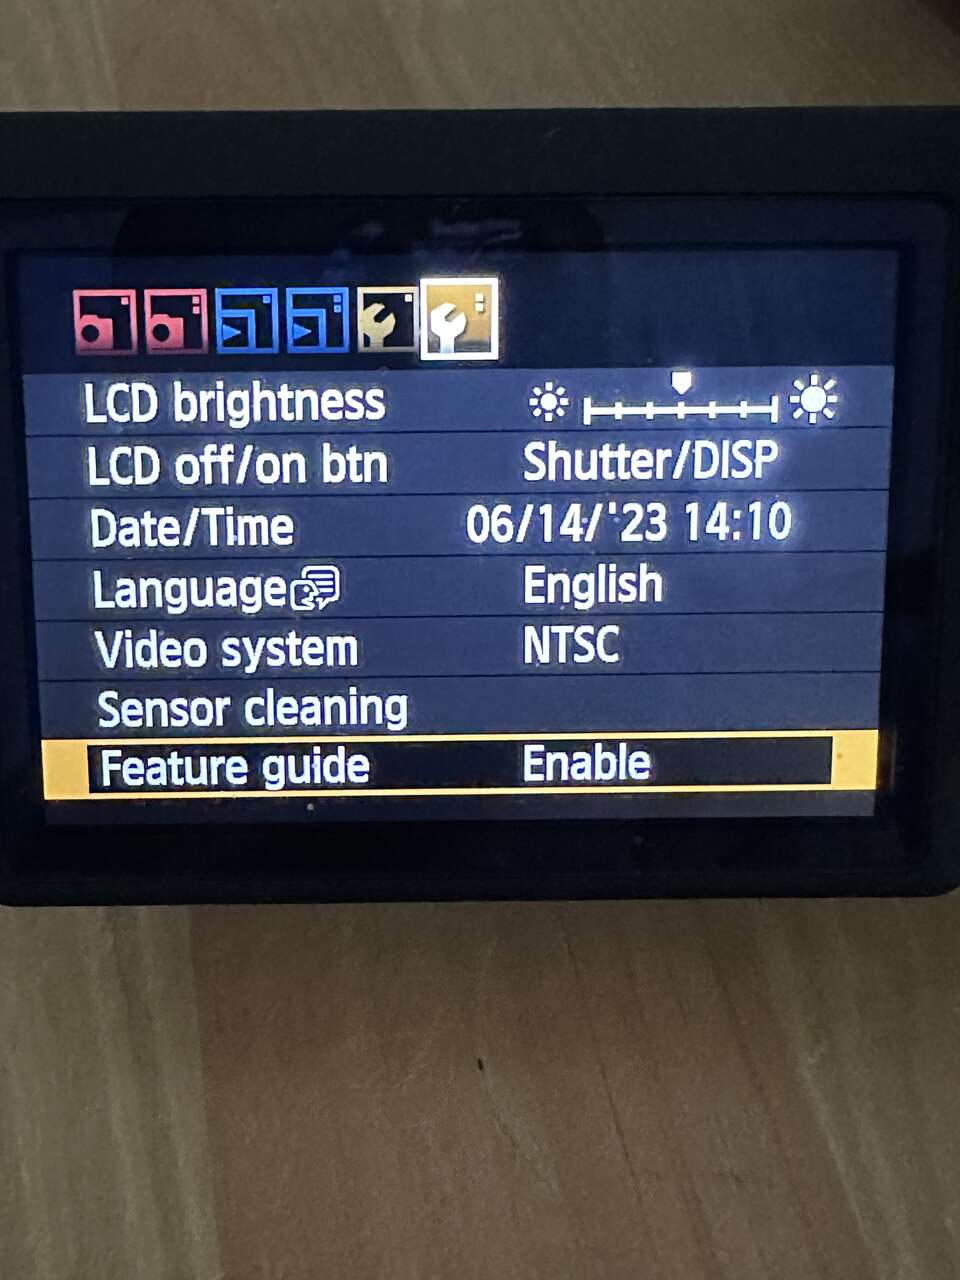 LCD brightness
LCD off/on btn Shutter/DISP
Date/Time 06/14/'23 14:10
Language English
Video system NTSC
Sensor cleaning
Feature guide Enable